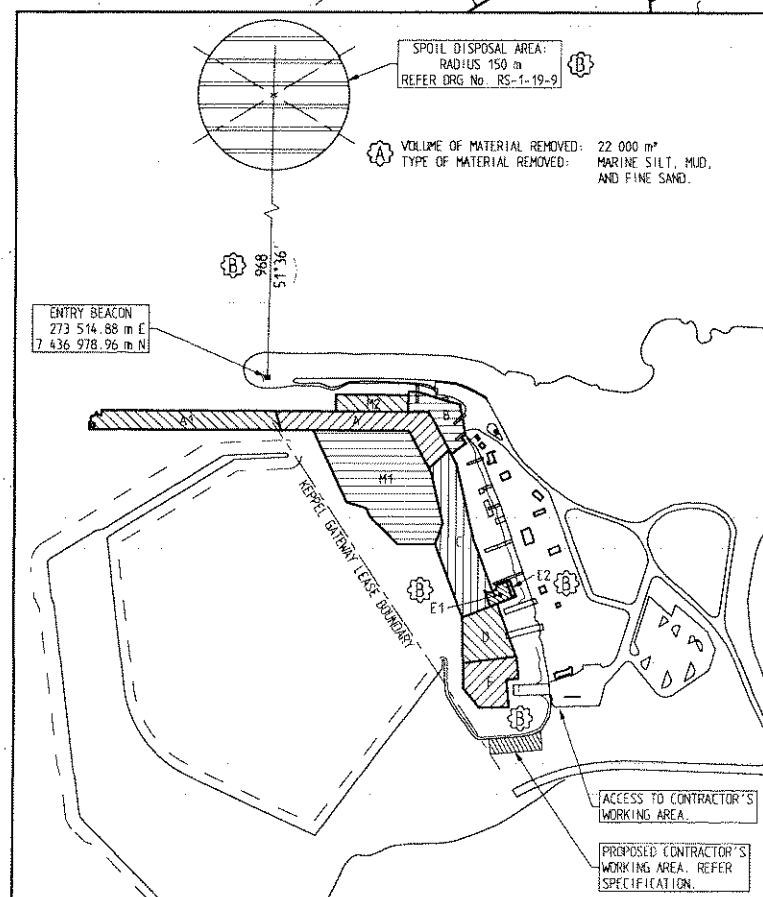 SPOIL DISPOSAL AREA:
RADIUS 150 m
REFER DRG No. RS-1-19-9
B
A
VOLUME OF MATERIAL REMOVED: 22 000 m³
TYPE OF MATERIAL REMOVED: MARINE SILT, MUD,
AND FINE SAND.
B
968
51°36'
ENTRY BEACON
273 514.88 m E
7 436 978.96 m N
M2
A1
A
B
M1
C
KEPPEL GATEWAY LEASE BOUNDARY
B
E2
B
E1
D
F
B
ACCESS TO CONTRACTOR'S
WORKING AREA.
PROPOSED CONTRACTOR'S
WORKING AREA. REFER
SPECIFICATION.